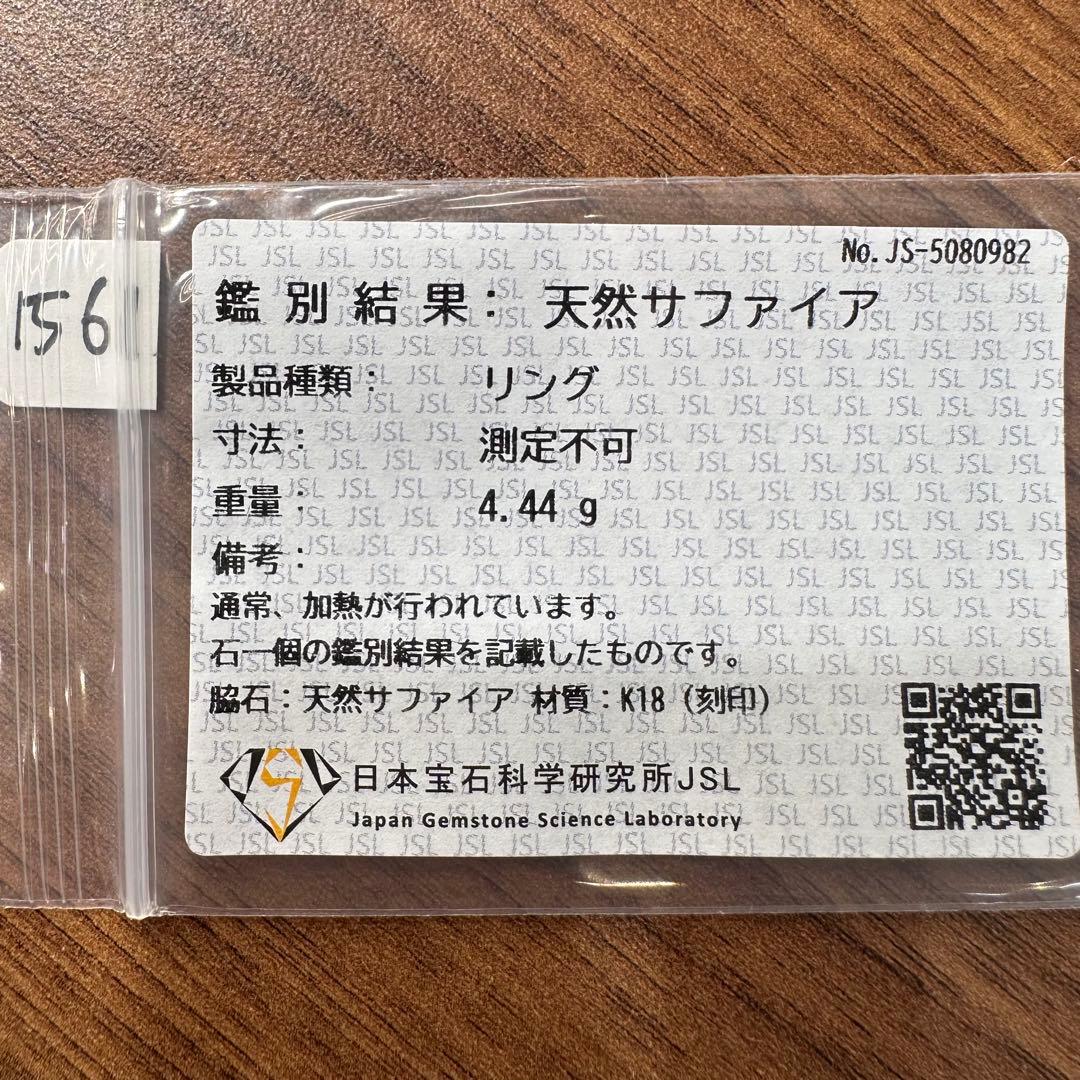 No. JS-5080982
鑑別結果： 天然サファイア
製品種類： リング
寸法： 測定不可
重量： 4.44 g
備考：
通常、加熱が行われています。
石一個の鑑別結果を記載したものです。
脇石：天然サファイア 材質：K18（刻印）
日本宝石科学研究所JSL
Japan Gemstone Science Laboratory